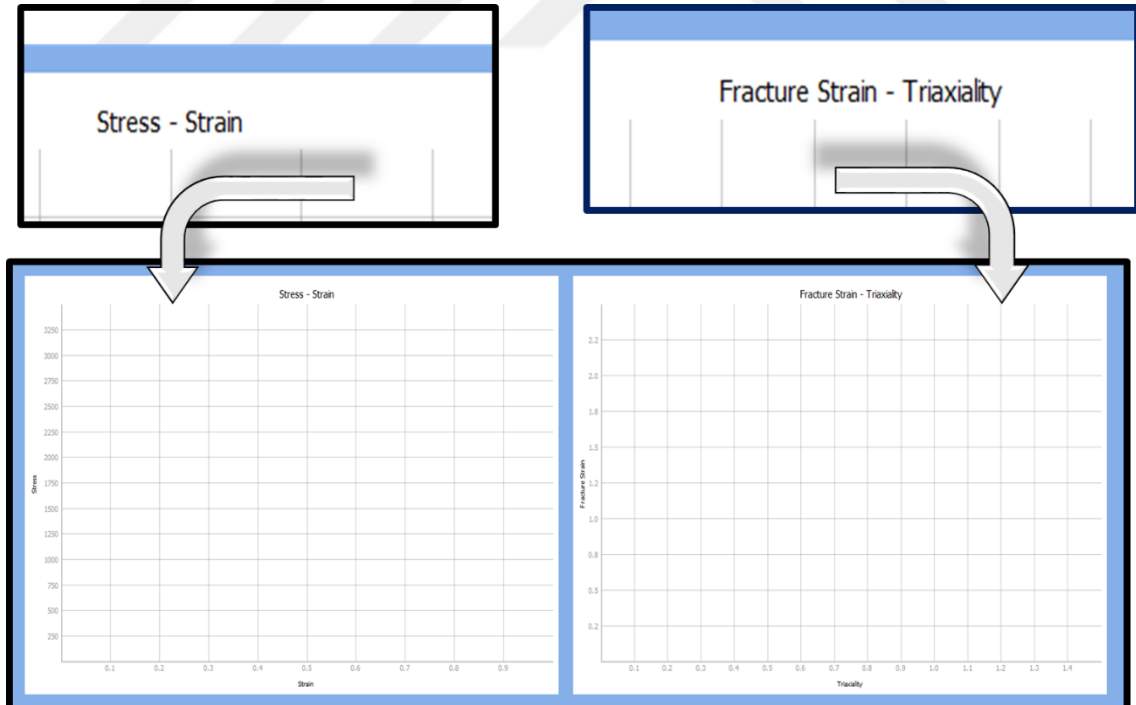 Stress - Strain
Fracture Strain - Triaxiality
Stress - Strain
3250
3000
2750
2500
2250
2000
1750
1500
1250
1000
750
500
250
Stress
0.1 0.2 0.3 0.4 0.5 0.6 0.7 0.8 0.9
Strain
Fracture Strain - Triaxiality
2.2
2.0
1.8
1.5
1.2
1.0
0.8
0.5
0.2
Fracture Strain
0.1 0.2 0.3 0.4 0.5 0.6 0.7 0.8 0.9 1.0 1.1 1.2 1.3 1.4
Triaxiality